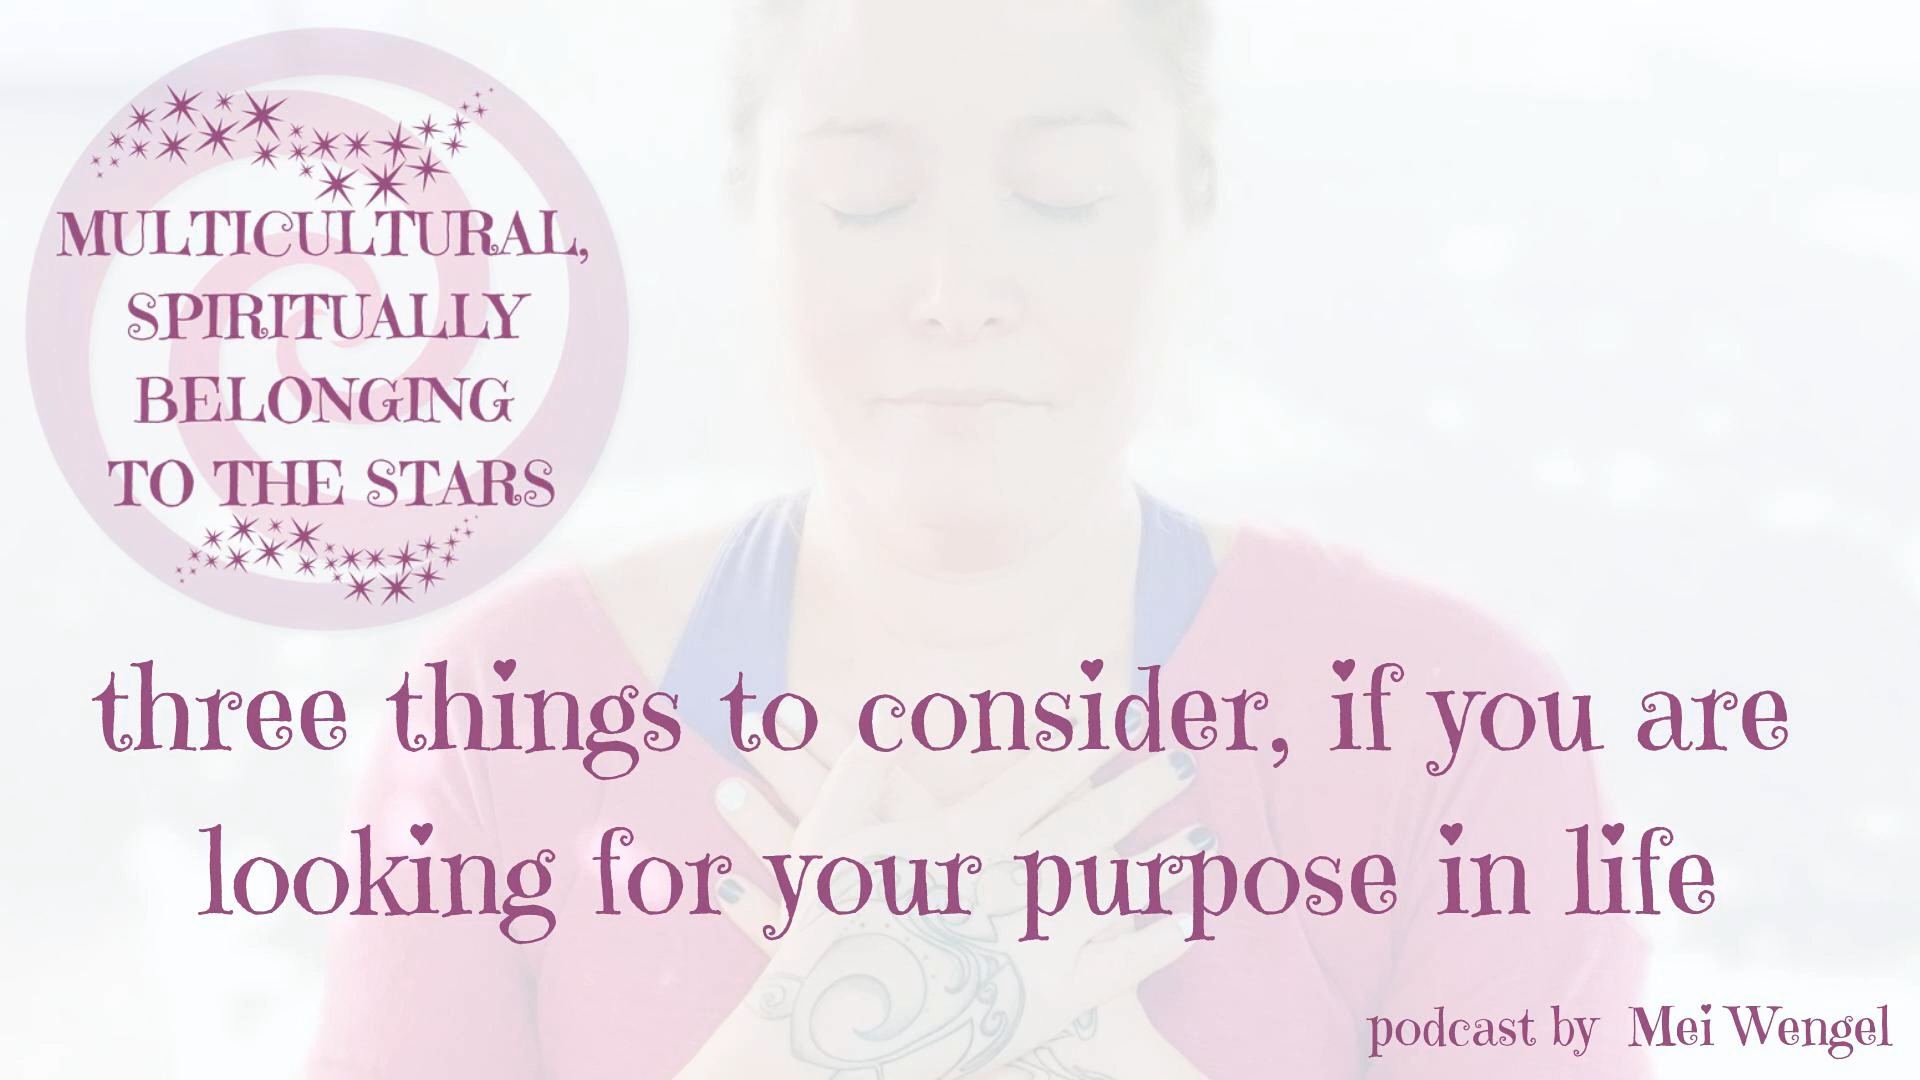 MULTICULTURAL,
SPIRITUALLY
BELONGING
TO THE STARS
three things to consider, if you are
looking for your purpose in life
podcast by Mei Wengel